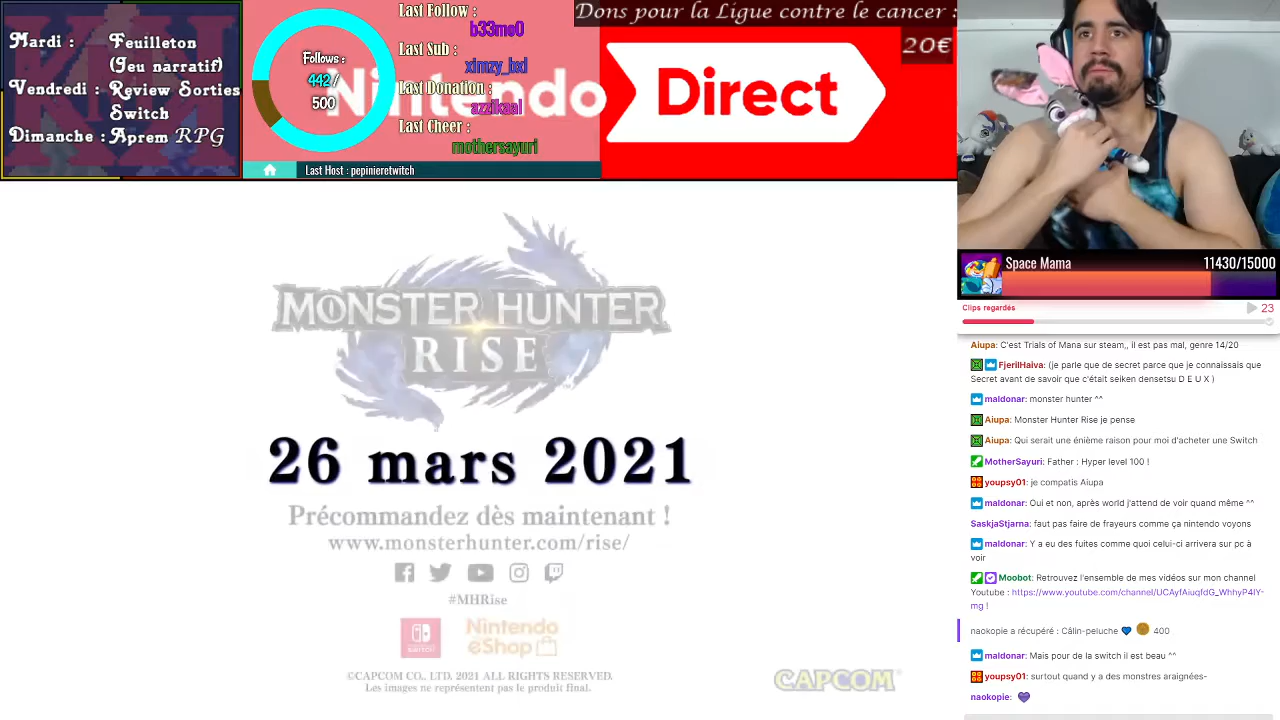 Mardi : Feuilleton
(Jeu narratif)
Vendredi : Review Sorties
Switch
Dimanche : Aprem RPG
Follows :
442 /
500
Last Follow :
b33me0
Last Sub :
ximzy_bxd
Last Donation :
azzikaal
Last Cheer :
mothersayuri
Last Host : pepinieretwitch
Nintendo
Direct
Dons pour la Ligue contre le cancer :
20€
MONSTER HUNTER
RISE
26 mars 2021
Précommandez dès maintenant !
www.monsterhunter.com/rise/
#MHRise
Nintendo
eShop
©CAPCOM CO., LTD. 2021 ALL RIGHTS RESERVED.
Les images ne représentent pas le produit final.
CAPCOM
Space Mama 11430/15000
Clips regardés 23
Aiupa: C'est Trials of Mana sur steam,, il est pas mal, genre 14/20
FjerilHaiva: (je parle que de secret parce que je connaissais que
Secret avant de savoir que c'était seiken densetsu D E U X )
maldonar: monster hunter ^^
Aiupa: Monster Hunter Rise je pense
Aiupa: Qui serait une énième raison pour moi d'acheter une Switch
MotherSayuri: Father : Hyper level 100 !
youpsy01: je compatis Aiupa
maldonar: Oui et non, après world j'attend de voir quand même ^^
SaskjaStjarna: faut pas faire de frayeurs comme ça nintendo voyons
maldonar: Y a eu des fuites comme quoi celui-ci arrivera sur pc à
voir
Moobot: Retrouvez l'ensemble de mes vidéos sur mon channel
Youtube : https://www.youtube.com/channel/UCAyfAiuqfdG_WhhyP4IY-
mg !
naokopie a récupéré : Câlin-peluche 400
maldonar: Mais pour de la switch il est beau ^^
youpsy01: surtout quand y a des monstres araignées-
naokopie: